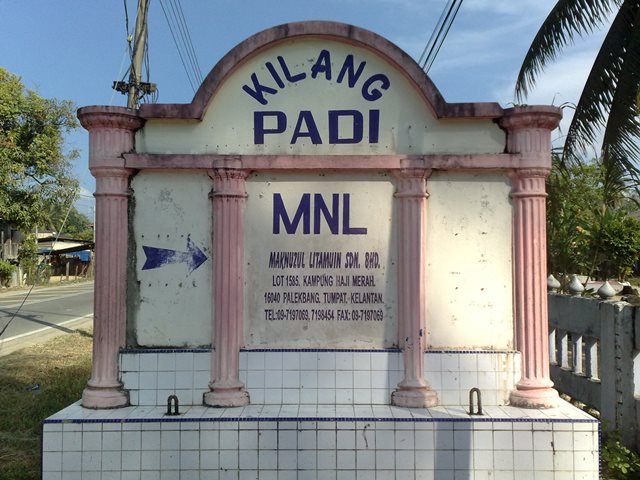 KILANG
PADI
MNL
MAKNUZUL LITAMUIN SDN. BHD.
LOT 1585, KAMPUNG HAJI MERAH,
16040 PALEKBANG, TUMPAT, KELANTAN.
TEL:09-7197069, 7198454 FAX: 09-7197069